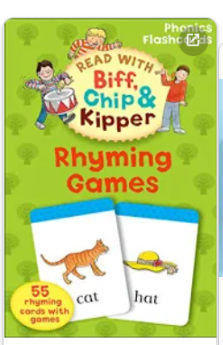 Phonics
Flashcards
READ WITH
Biff,
Chip &
Kipper
Rhyming
Games
55
rhyming
cards with
games
cat
hat